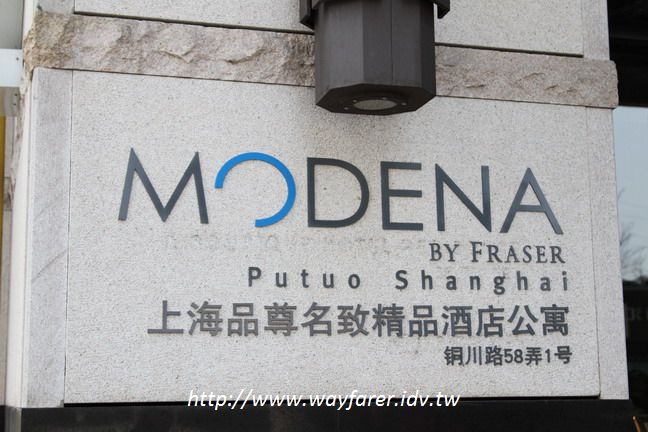 MODENA
BY FRASER
Putuo Shanghai
上海品尊名致精品酒店公寓
铜川路58弄1号
http://www.wayfarer.idv.tw